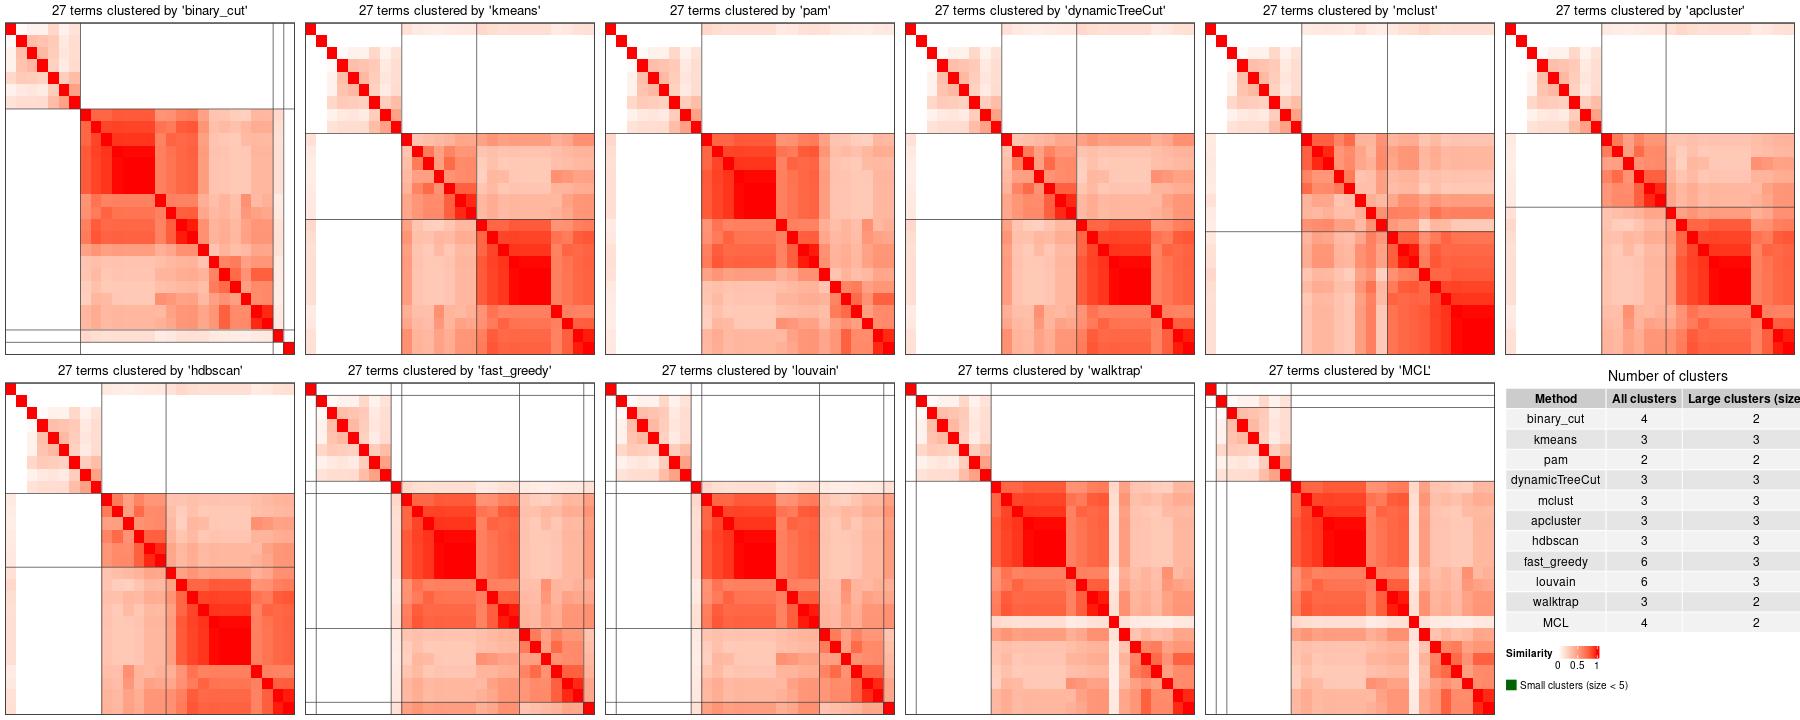 27 terms clustered by 'binary_cut'
27 terms clustered by 'kmeans'
27 terms clustered by 'pam'
27 terms clustered by 'dynamicTreeCut'
27 terms clustered by 'mclust'
27 terms clustered by 'apcluster'
27 terms clustered by 'hdbscan'
27 terms clustered by 'fast_greedy'
27 terms clustered by 'louvain'
27 terms clustered by 'walktrap'
27 terms clustered by 'MCL'
Number of clusters
Method All clusters Large clusters (size
binary_cut 4 2
kmeans 3 3
pam 2 2
dynamicTreeCut 3 3
mclust 3 3
apcluster 3 3
hdbscan 3 3
fast_greedy 6 3
louvain 6 3
walktrap 3 2
MCL 4 2
Similarity
0 0.5 1
Small clusters (size < 5)